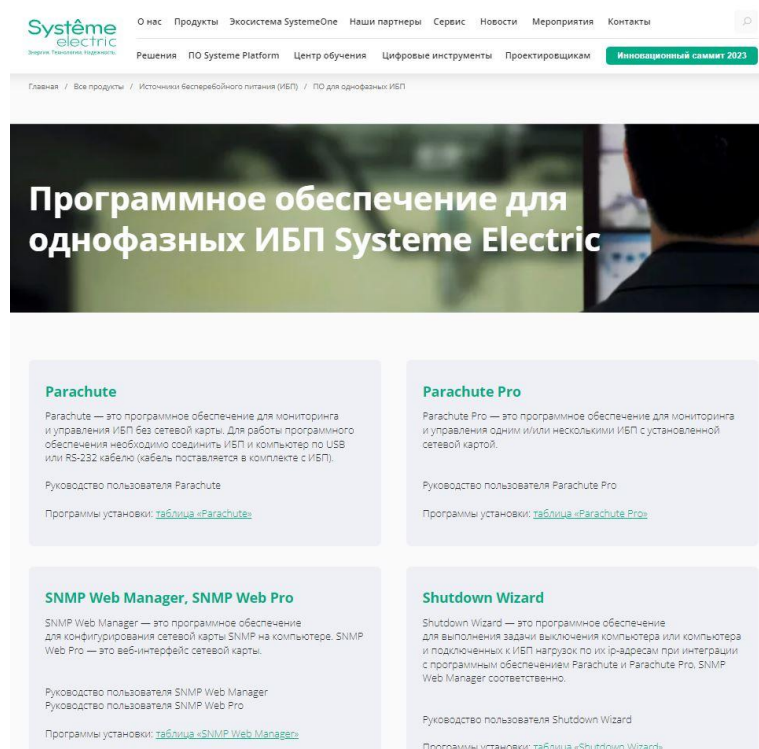 Système
electric
Энергия. Технологии. Надежность.
О нас Продукты Экосистема SystemeOne Наши партнеры Сервис Новости Мероприятия Контакты
Решения ПО Systeme Platform Центр обучения Цифровые инструменты Проектировщикам Инновационный саммит 2023
Главная / Все продукты / Источники бесперебойного питания (ИБП) / ПО для однофазных ИБП
Программное обеспечение для
однофазных ИБП Systeme Electric
Parachute
Parachute — это программное обеспечение для мониторинга
и управления ИБП без сетевой карты. Для работы программного
обеспечения необходимо соединить ИБП и компьютер по USB
или RS-232 кабелю (кабель поставляется в комплекте с ИБП).
Руководство пользователя Parachute
Программы установки: таблица «Parachute»
Parachute Pro
Parachute Pro — это программное обеспечение для мониторинга
и управления одним и/или несколькими ИБП с установленной
сетевой картой.
Руководство пользователя Parachute Pro
Программы установки: таблица «Parachute Pro»
SNMP Web Manager, SNMP Web Pro
SNMP Web Manager — это программное обеспечение
для конфигурирования сетевой карты SNMP на компьютере. SNMP
Web Pro — это веб-интерфейс сетевой карты.
Руководство пользователя SNMP Web Manager
Руководство пользователя SNMP Web Pro
Программы установки: таблица «SNMP Web Manager»
Shutdown Wizard
Shutdown Wizard — это программное обеспечение
для выполнения задачи выключения компьютера или компьютера
и подключенных к ИБП нагрузок по их ip-адресам при интеграции
с программным обеспечением Parachute и Parachute Pro, SNMP
Web Manager соответственно.
Руководство пользователя Shutdown Wizard
Программы установки: таблица «Shutdown Wizard»